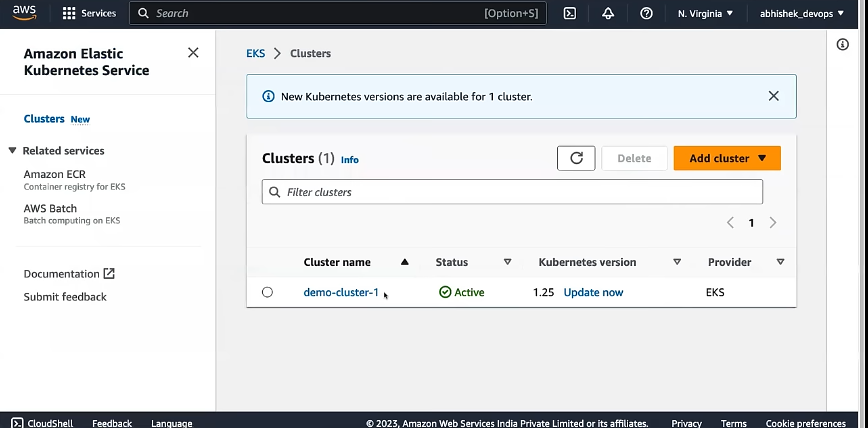 aws
Services
Search
[Option+S]
N. Virginia
abhishek_devops
Amazon Elastic
Kubernetes Service
Clusters New
Related services
Amazon ECR
Container registry for EKS
AWS Batch
Batch computing on EKS
Documentation
Submit feedback
EKS > Clusters
New Kubernetes versions are available for 1 cluster.
Clusters (1) Info
Delete
Add cluster
Filter clusters
1
Cluster name
Status
Kubernetes version
Provider
demo-cluster-1
Active
1.25 Update now
EKS
CloudShell
Feedback
Language
© 2023, Amazon Web Services India Private Limited or its affiliates.
Privacy
Terms
Cookie preferences